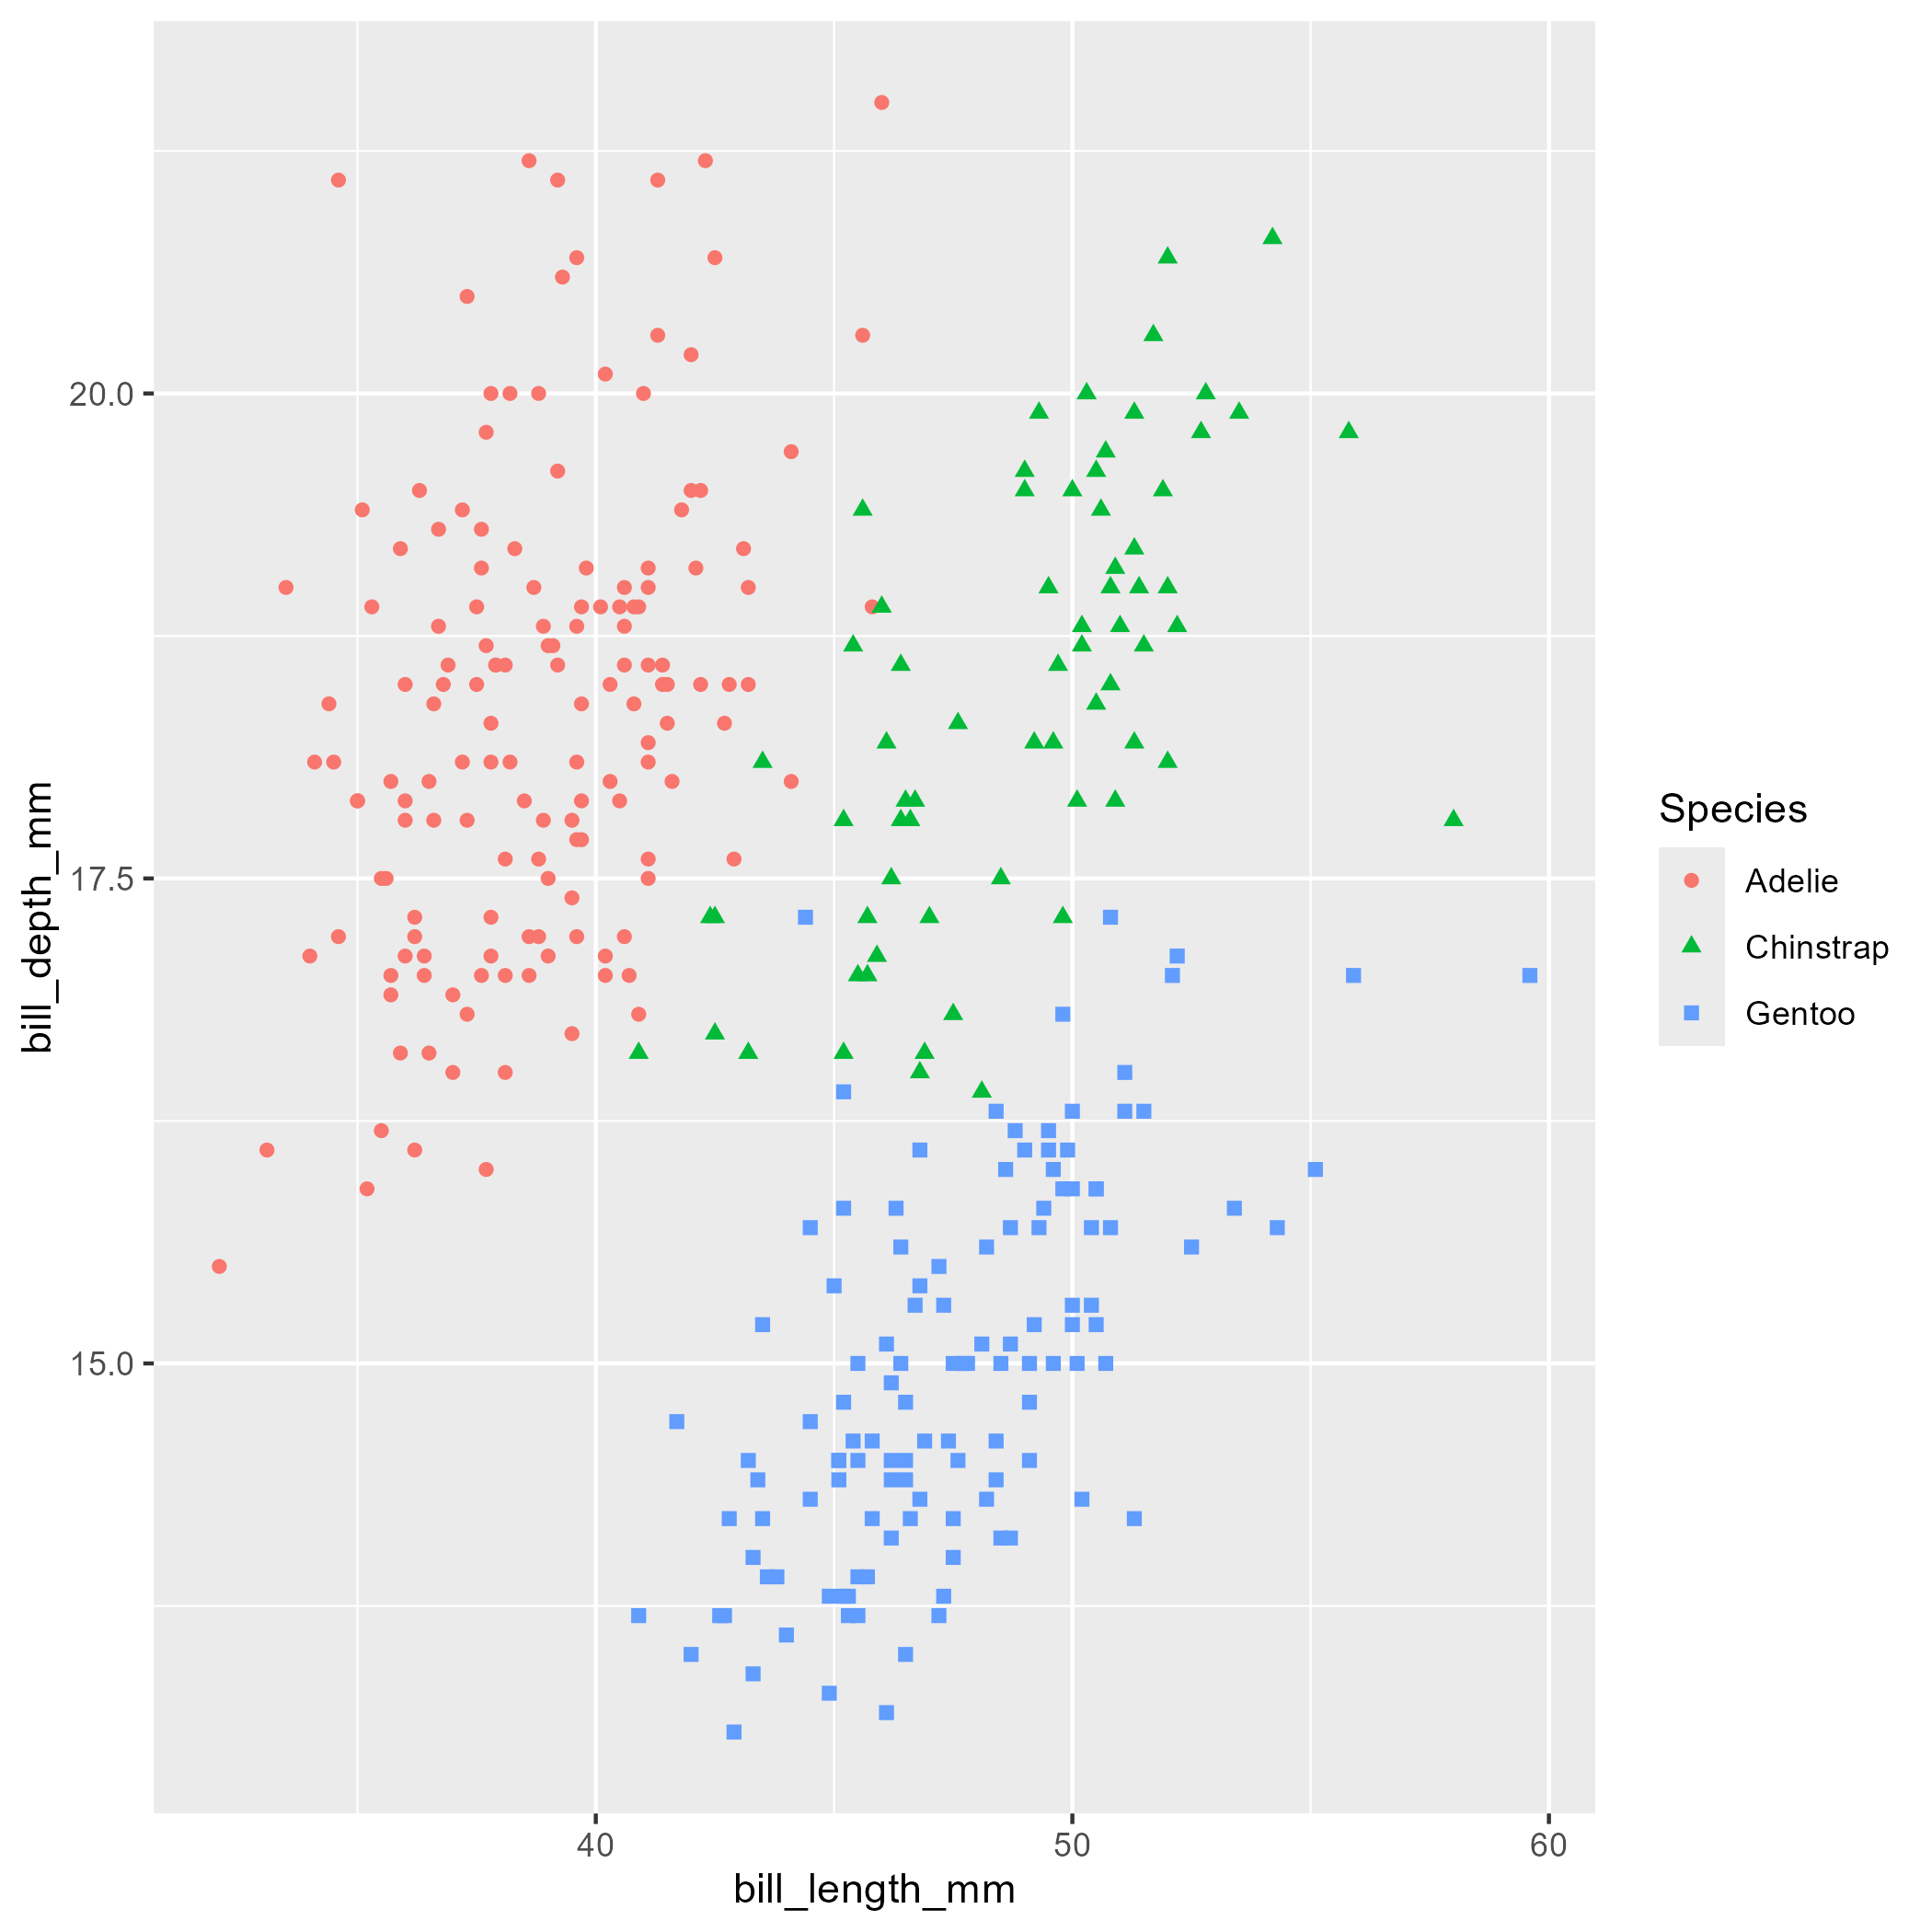 bill_depth_mm
20.0
17.5
15.0
40 50 60
bill_length_mm
Species
Adelie
Chinstrap
Gentoo